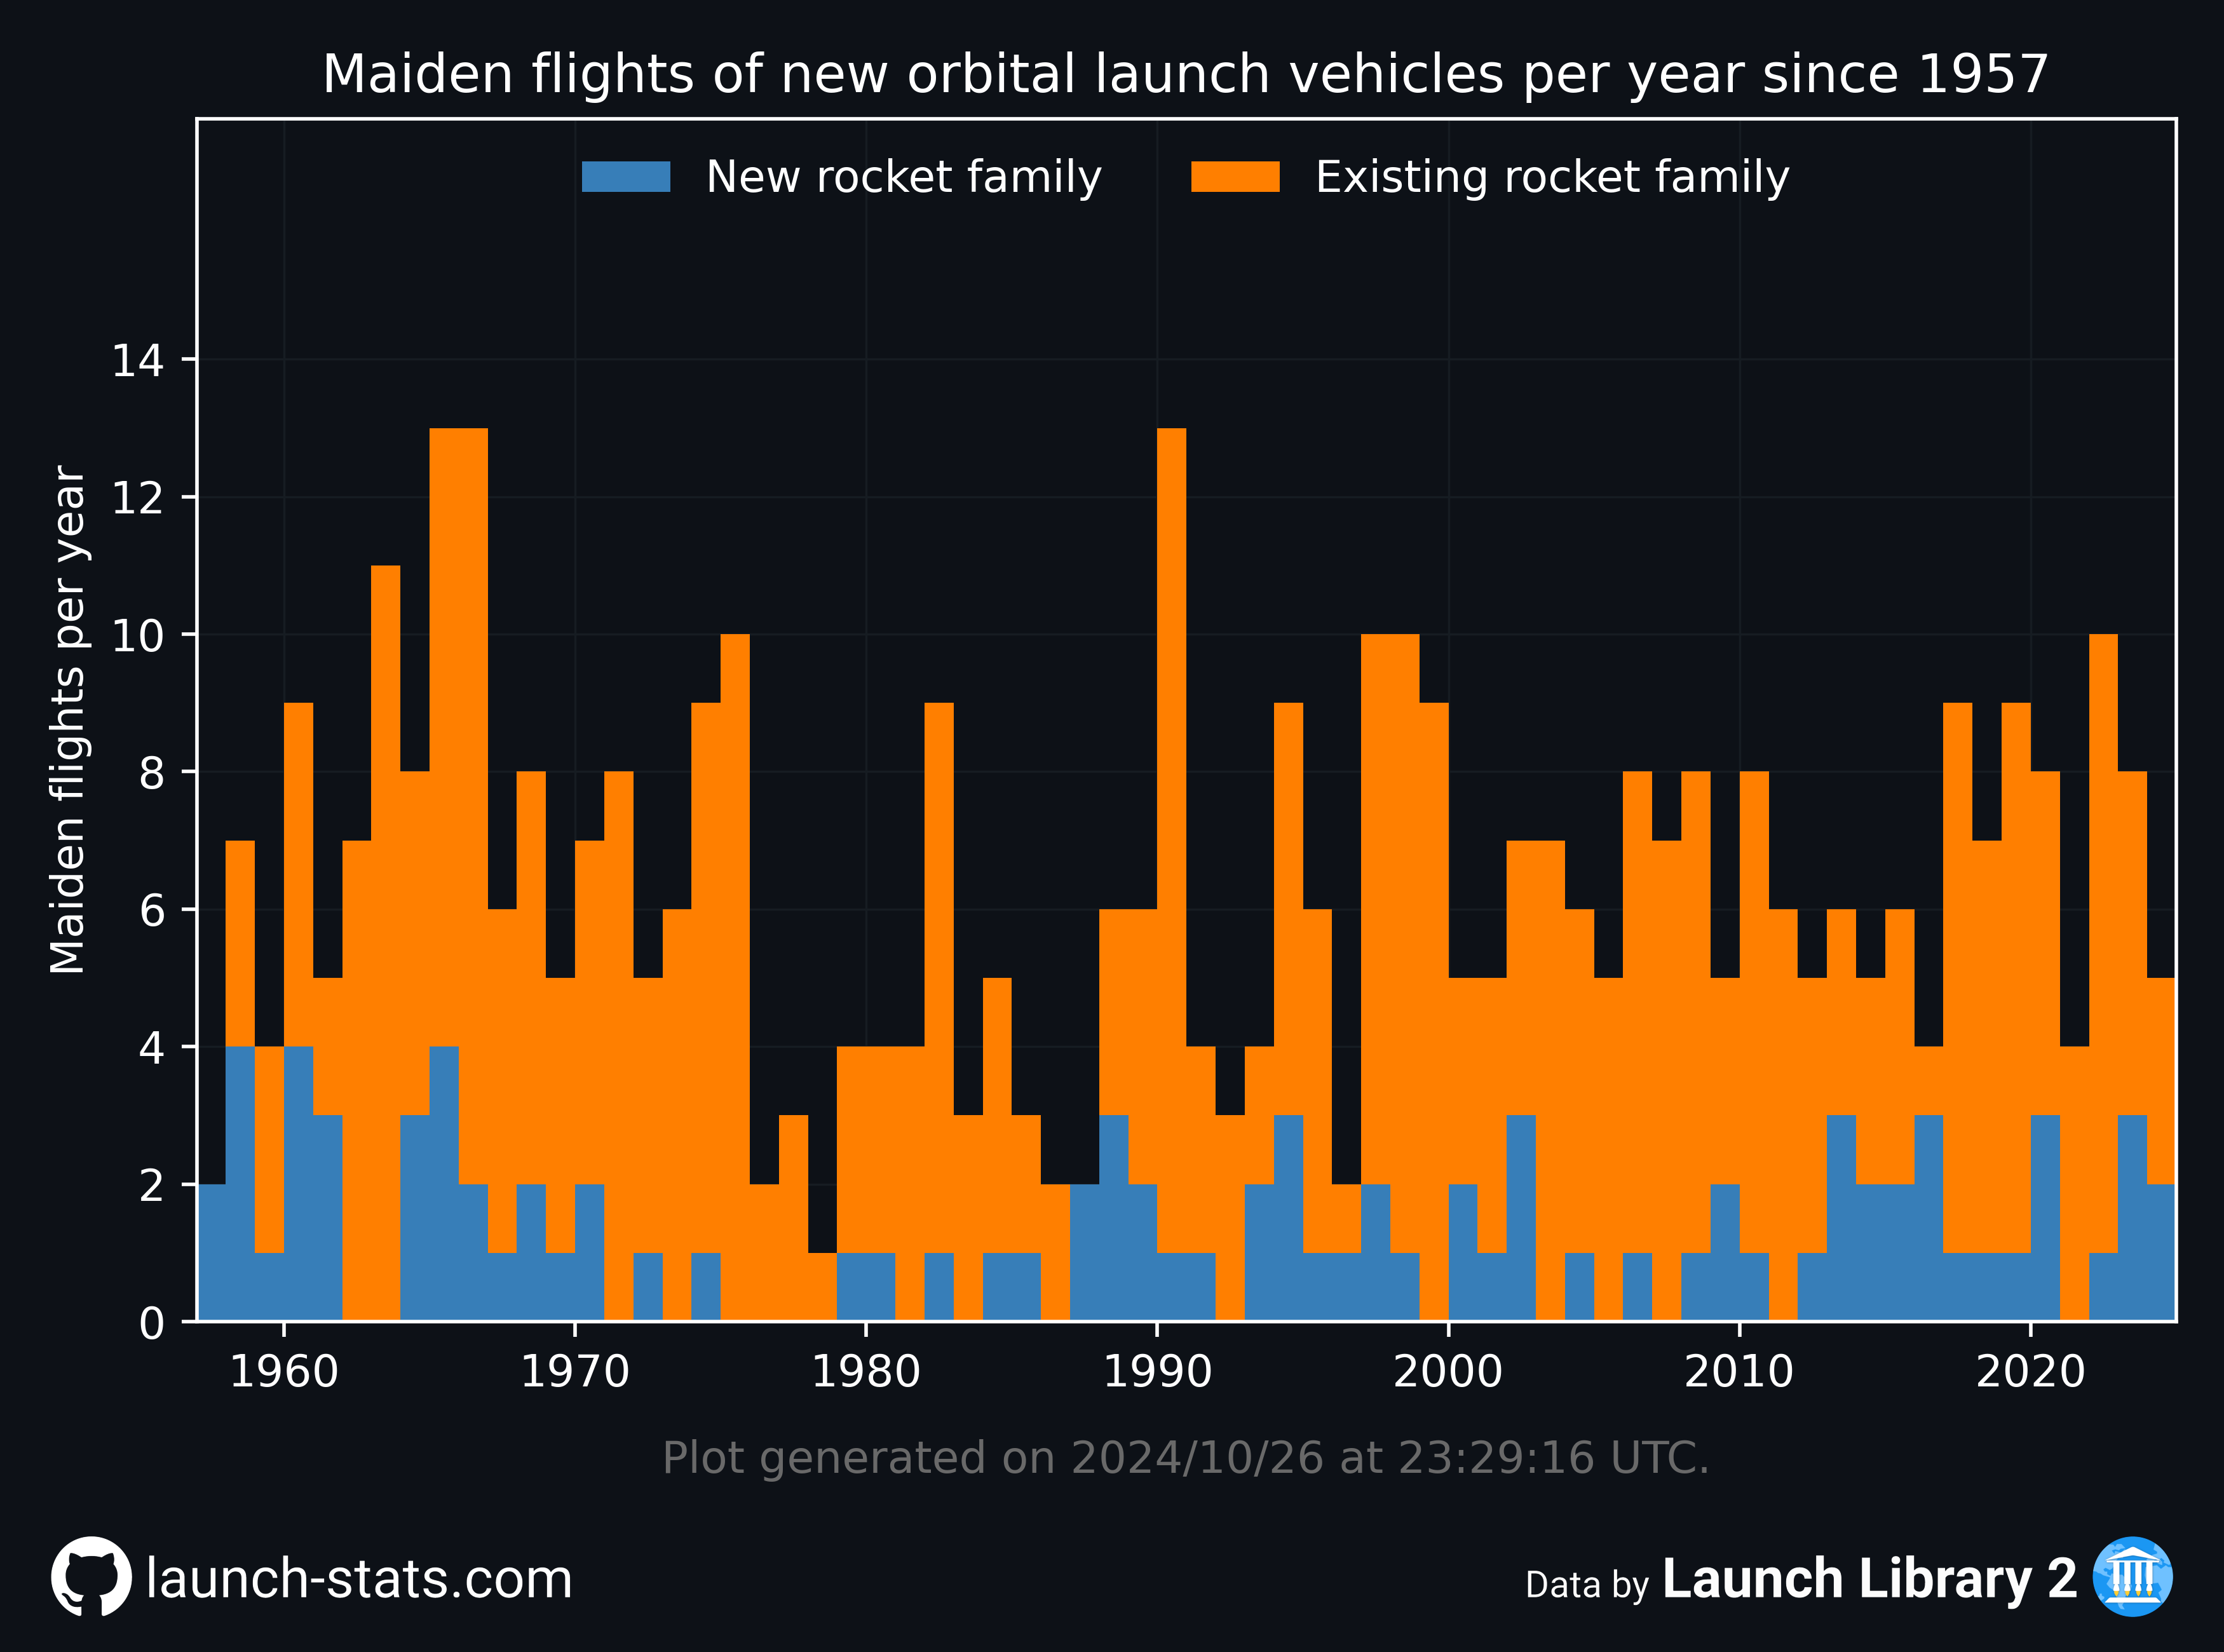 Maiden flights of new orbital launch vehicles per year since 1957
New rocket family
Existing rocket family
Maiden flights per year
14
12
10
8
6
4
2
0
1960
1970
1980
1990
2000
2010
2020
Plot generated on 2024/10/26 at 23:29:16 UTC.
launch-stats.com
Data by Launch Library 2